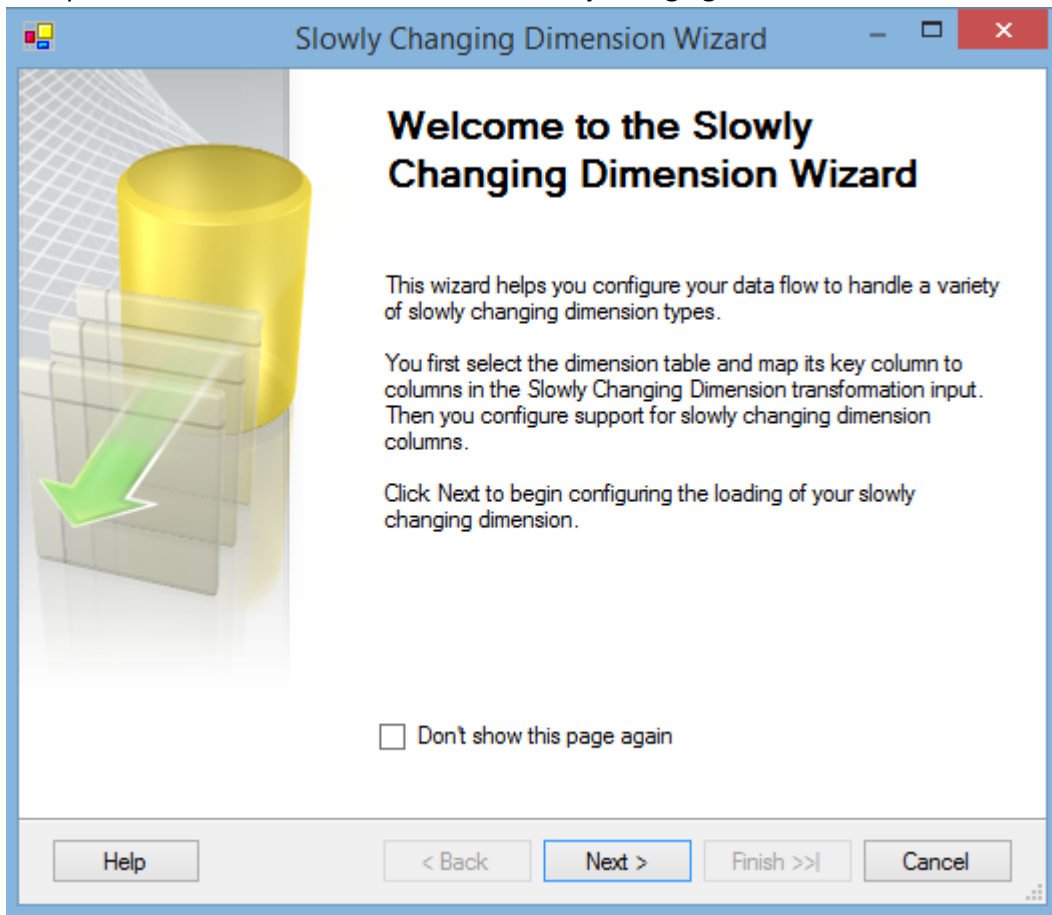 Slowly Changing Dimension Wizard
Welcome to the Slowly
Changing Dimension Wizard
This wizard helps you configure your data flow to handle a variety
of slowly changing dimension types.
You first select the dimension table and map its key column to
columns in the Slowly Changing Dimension transformation input.
Then you configure support for slowly changing dimension
columns.
Click Next to begin configuring the loading of your slowly
changing dimension.
Don't show this page again
Help
< Back
Next >
Finish >>|
Cancel